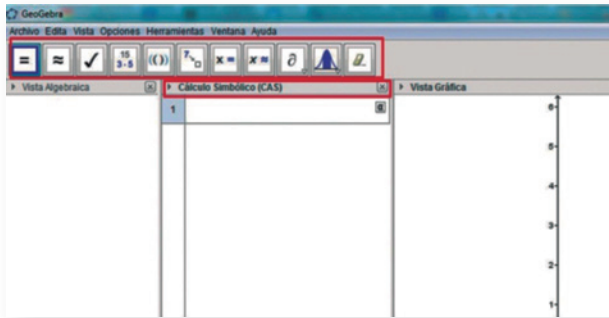 GeoGebra
Archivo Edita Vista Opciones Herramientas Ventana Ayuda
= ≈ ✓ 15 3·5 (()) 7 x = x ≈ ∂
Vista Algebraica
Cálculo Simbólico (CAS)
Vista Gráfica
1
6
5
4
3
2
1